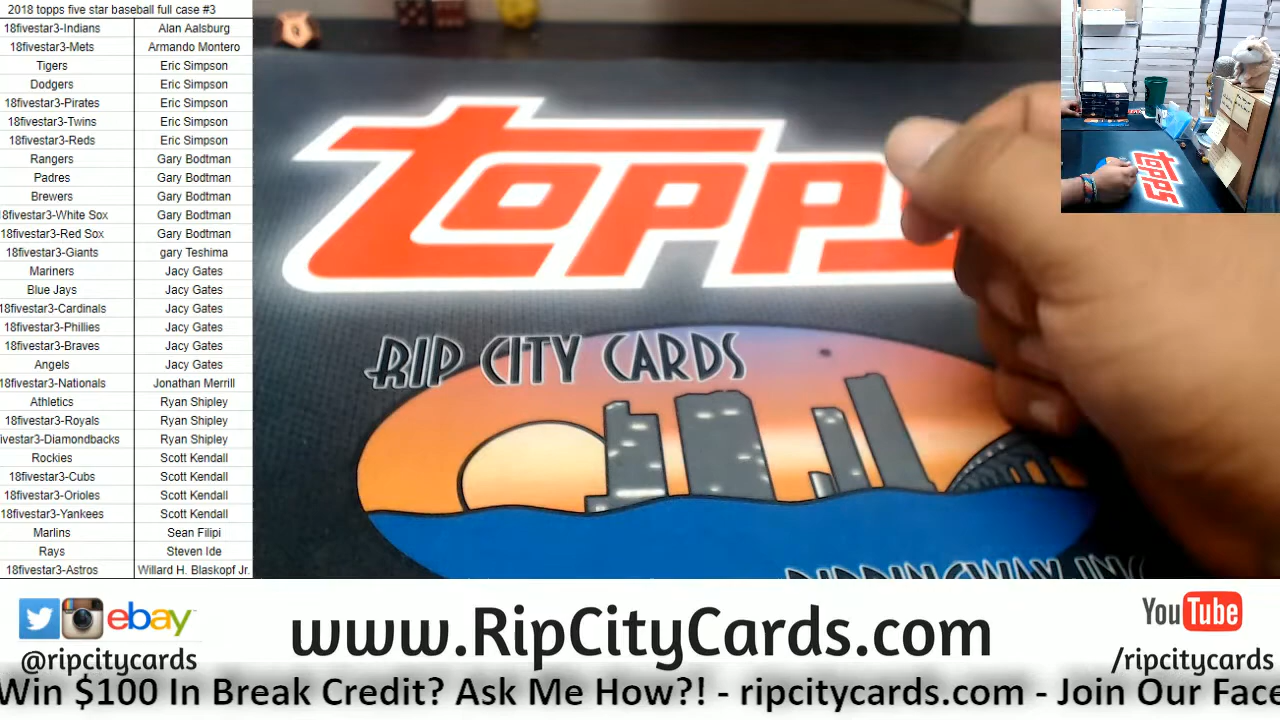 2018 topps five star baseball full case #3
18fivestar3-Indians Alan Aalsburg
18fivestar3-Mets Armando Montero
Tigers Eric Simpson
Dodgers Eric Simpson
18fivestar3-Pirates Eric Simpson
18fivestar3-Twins Eric Simpson
18fivestar3-Reds Eric Simpson
Rangers Gary Bodtman
Padres Gary Bodtman
Brewers Gary Bodtman
8fivestar3-White Sox Gary Bodtman
18fivestar3-Red Sox Gary Bodtman
18fivestar3-Giants gary Teshima
Mariners Jacy Gates
Blue Jays Jacy Gates
18fivestar3-Cardinals Jacy Gates
18fivestar3-Phillies Jacy Gates
18fivestar3-Braves Jacy Gates
Angels Jacy Gates
18fivestar3-Nationals Jonathan Merrill
Athletics Ryan Shipley
18fivestar3-Royals Ryan Shipley
ivestar3-Diamondbacks Ryan Shipley
Rockies Scott Kendall
18fivestar3-Cubs Scott Kendall
18fivestar3-Orioles Scott Kendall
18fivestar3-Yankees Scott Kendall
Marlins Sean Filipi
Rays Steven Ide
18fivestar3-Astros Willard H. Blaskopf Jr.
topps
topps
RIP CITY CARDS
RIPPINGWAX, INC
ebay
@ripcitycards
www.RipCityCards.com
YouTube
/ripcitycards
Win $100 In Break Credit? Ask Me How?! - ripcitycards.com - Join Our Face